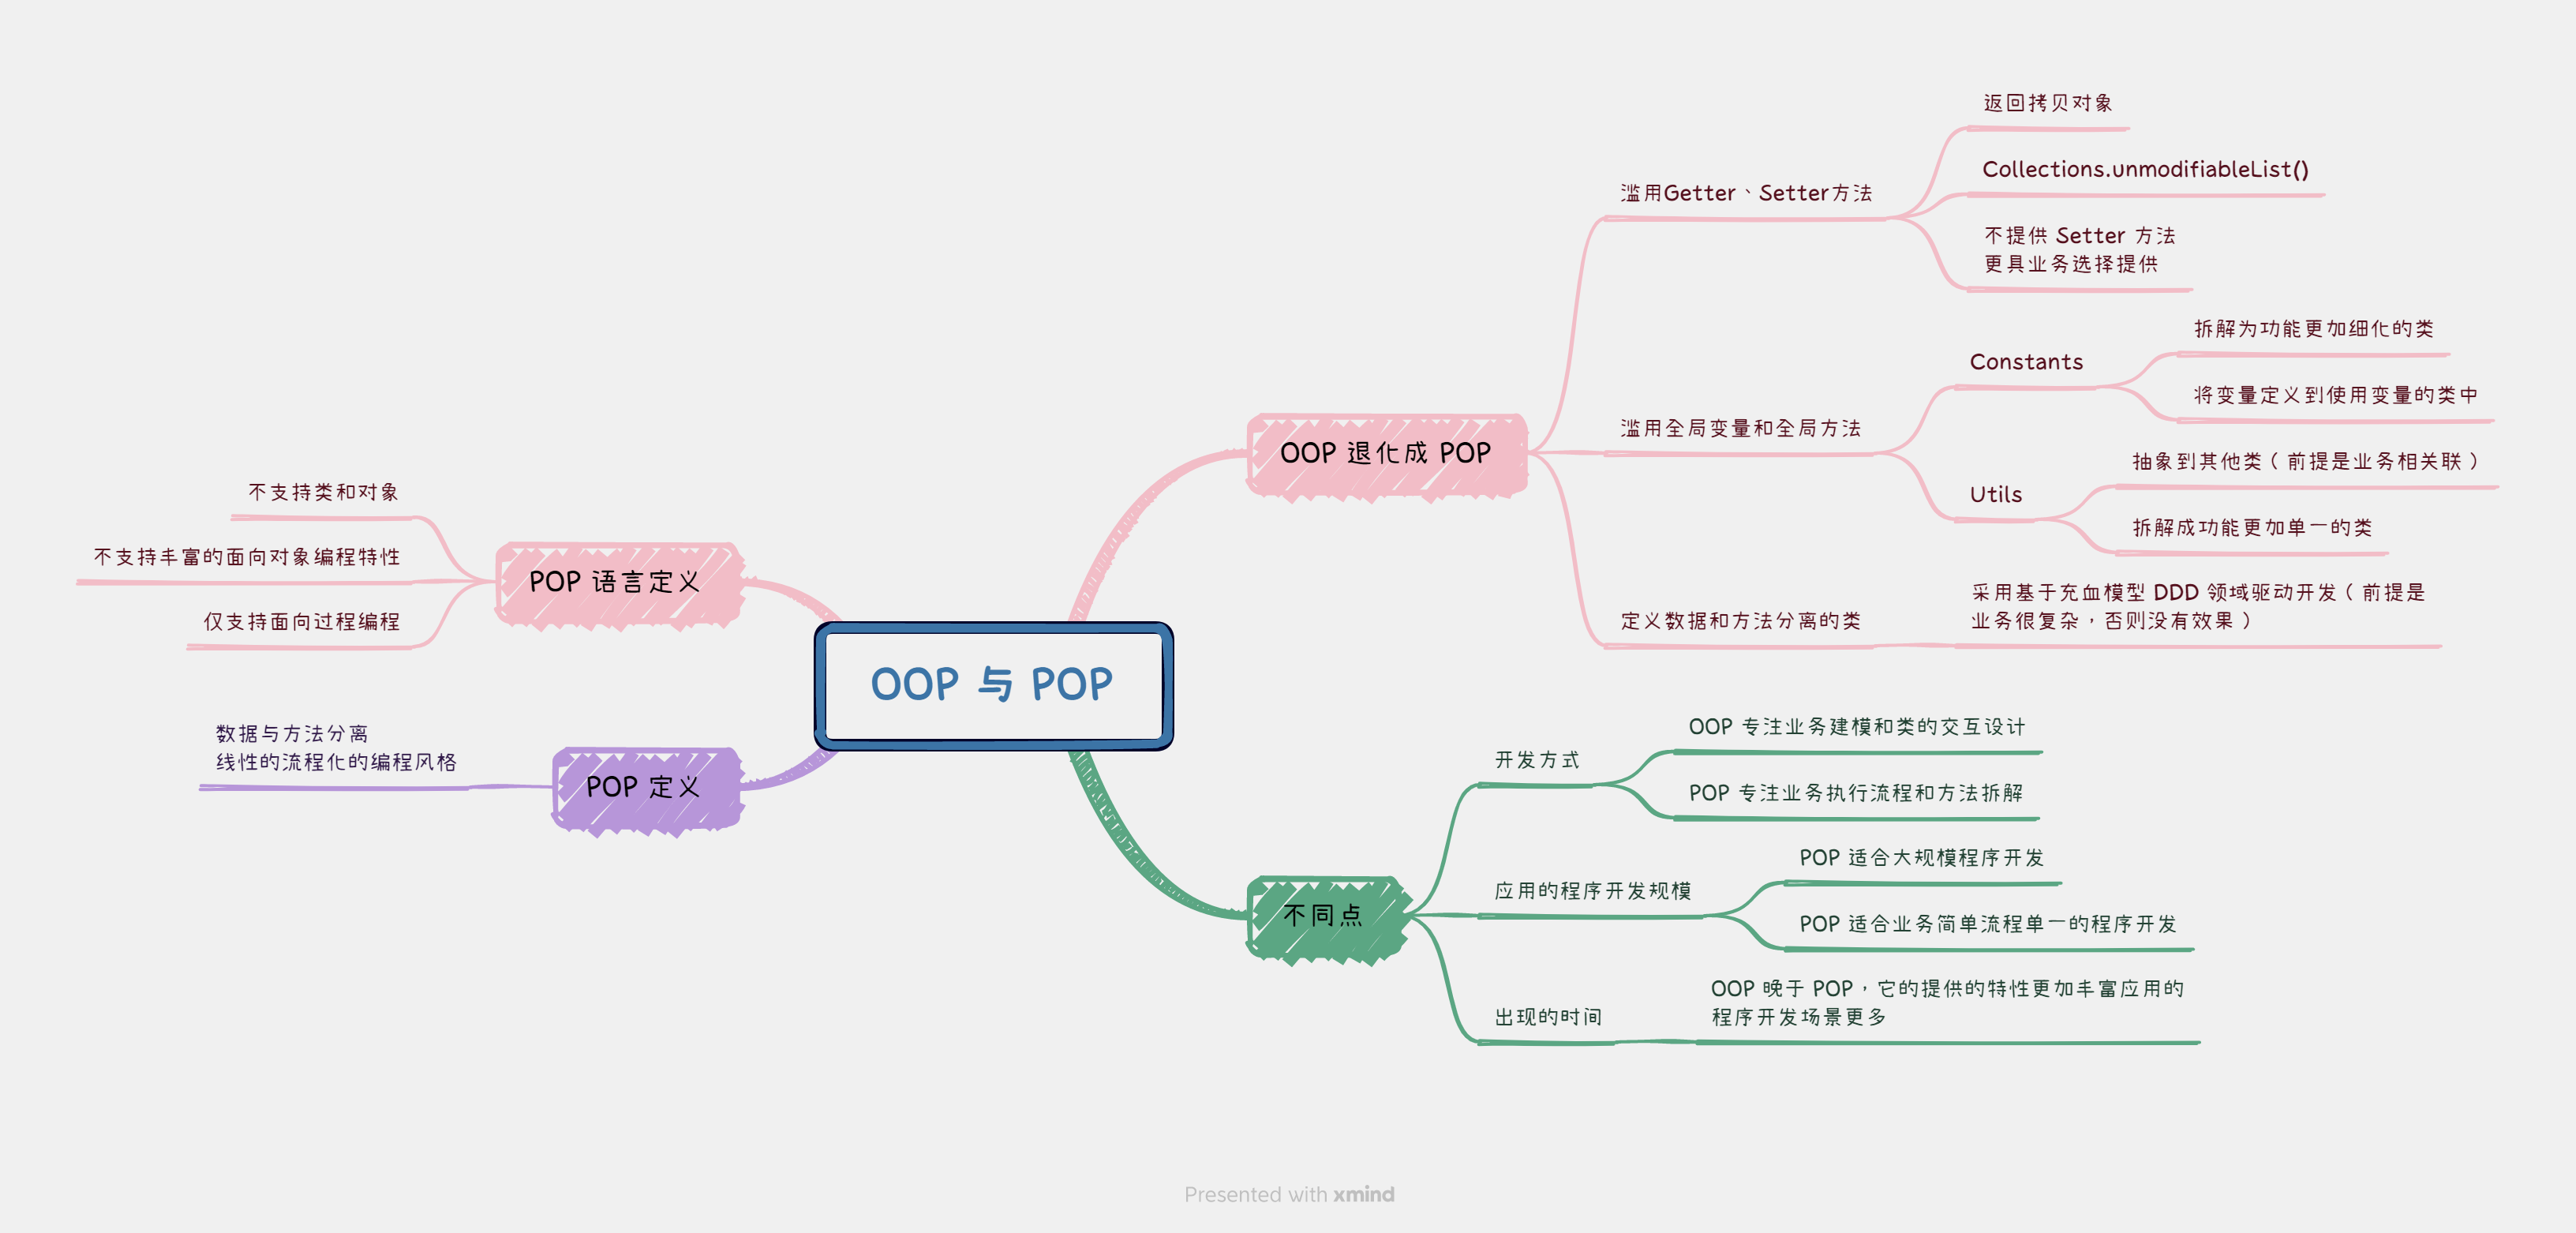 OOP 与 POP
OOP 退化成 POP
滥用Getter、Setter方法
返回拷贝对象
Collections.unmodifiableList()
不提供 Setter 方法
更具业务选择提供
滥用全局变量和全局方法
Constants
拆解为功能更加细化的类
将变量定义到使用变量的类中
Utils
抽象到其他类（前提是业务相关联）
拆解成功能更加单一的类
定义数据和方法分离的类
采用基于充血模型 DDD 领域驱动开发（前提是
业务很复杂，否则没有效果）
不同点
开发方式
OOP 专注业务建模和类的交互设计
POP 专注业务执行流程和方法拆解
应用的程序开发规模
POP 适合大规模程序开发
POP 适合业务简单流程单一的程序开发
出现的时间
OOP 晚于 POP，它的提供的特性更加丰富应用的
程序开发场景更多
POP 语言定义
不支持类和对象
不支持丰富的面向对象编程特性
仅支持面向过程编程
POP 定义
数据与方法分离
线性的流程化的编程风格
Presented with xmind